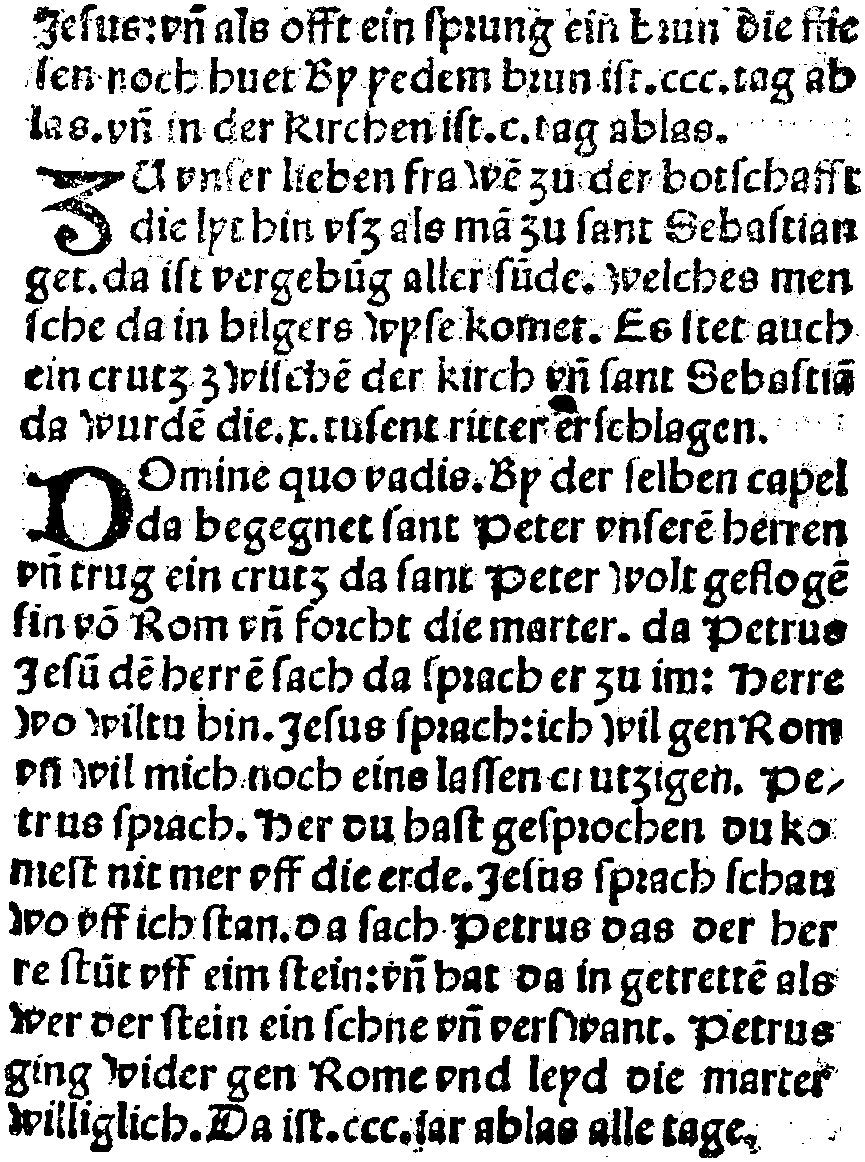 Jesus: vñ als offt ein sprung ein brun die flie
sen noch huet By yedem brun ist .ccc. tag ab
las. vñ in der kirchen ist .c. tag ablas.
ZU vnser lieben frawē zu der botschafft
die lyt hin vsz als mā zu sant Sebastian
get. da ist vergebūg aller sūde. welches men
sche da in bilgers wyse komet. Es stet auch
ein crutz zwischē der kirch vñ sant Sebastiā
da wurdē die .x. tusent ritter erschlagen.
DOmine quo vadis. By der selben capel
da begegnet sant Peter vnserē herren
vñ trug ein crutz da sant Peter wolt geflogē
sin vō Rom vñ forcht die marter. da Petrus
Jesū dē herrē sach da sprach er zu im: Herre
wo wiltu hin. Jesus sprach: ich wil gen Rom
vñ wil mich noch eins lassen crutzigen. Pe/
trus sprach. Her du hast gesprochen du ko
mest nit mer vff die erde. Jesus sprach schau
wo vff ich stan. da sach Petrus das der her
re stūt vff eim stein: vñ hat da in getrettē als
wer der stein ein schne vñ verswant. Petrus
ging wider gen Rome vnd leyd die marter
williglich. Da ist .ccc. jar ablas alle tage.